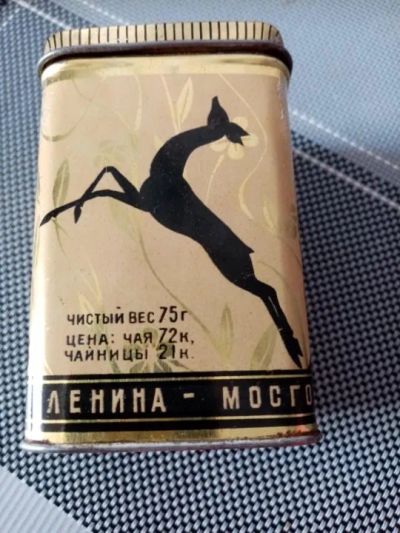 ЧИСТЫЙ ВЕС 75г
ЦЕНА: ЧАЯ 72к,
ЧАЙНИЦЫ 21к.
ЛЕНИНА - МОСГО